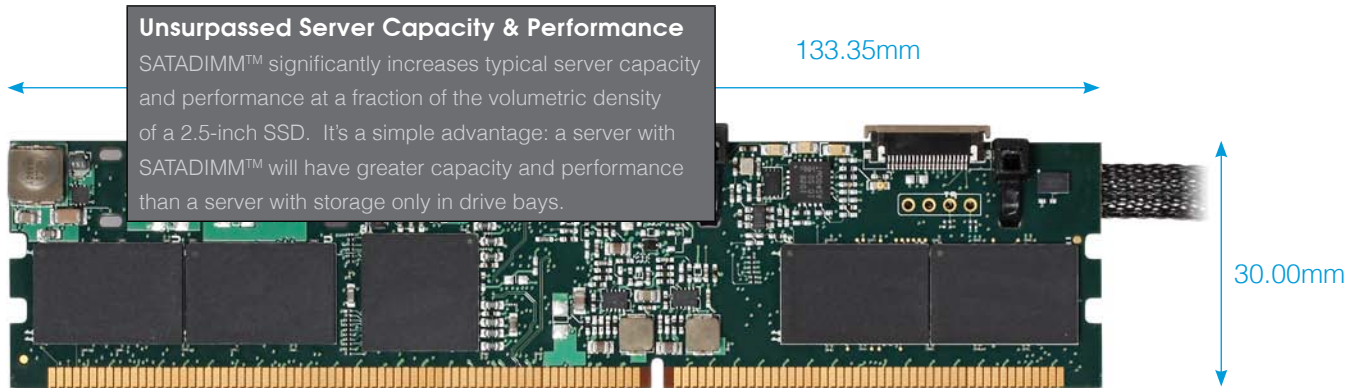 Unsurpassed Server Capacity & Performance
SATADIMM™ significantly increases typical server capacity
and performance at a fraction of the volumetric density
of a 2.5-inch SSD.  It's a simple advantage: a server with
SATADIMM™ will have greater capacity and performance
than a server with storage only in drive bays.
133.35mm
30.00mm